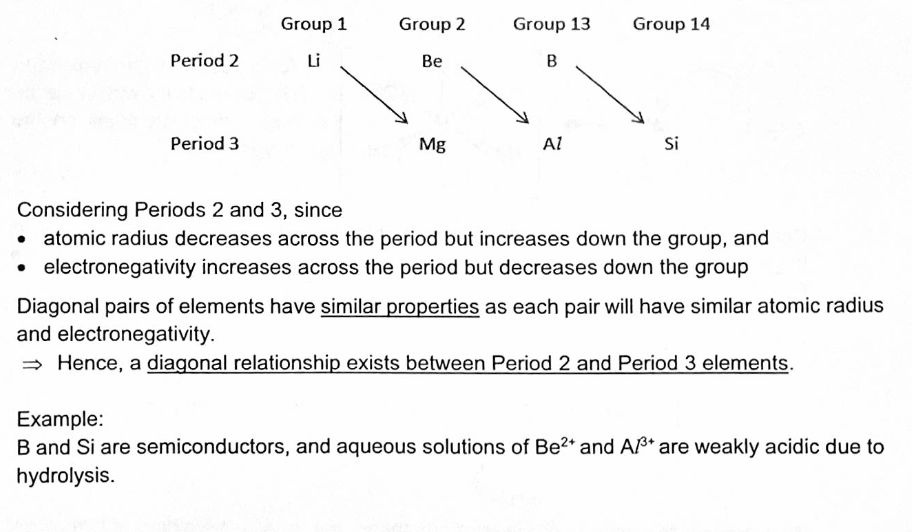 Group 1 Group 2 Group 13 Group 14
Period 2 Li Be B
Period 3 Mg Al Si
Considering Periods 2 and 3, since
• atomic radius decreases across the period but increases down the group, and
• electronegativity increases across the period but decreases down the group
Diagonal pairs of elements have similar properties as each pair will have similar atomic radius
and electronegativity.
⇒ Hence, a diagonal relationship exists between Period 2 and Period 3 elements.
Example:
B and Si are semiconductors, and aqueous solutions of Be²⁺ and Al³⁺ are weakly acidic due to
hydrolysis.